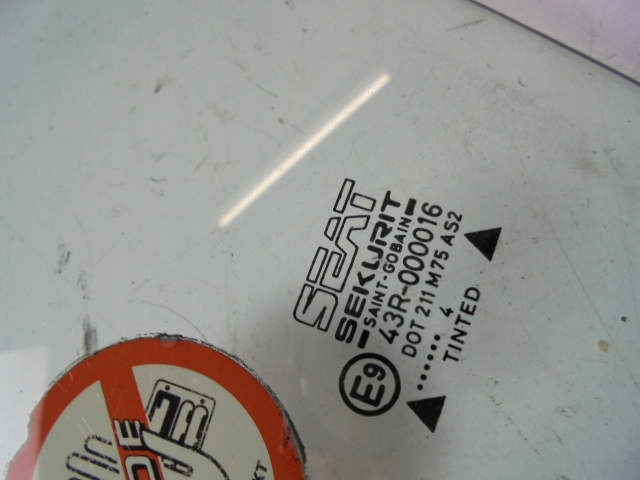 SEAT
SEKURIT
SAINT-GOBAIN
43R-000016
E9
DOT 211 M75 AS2
...... 4
TINTED